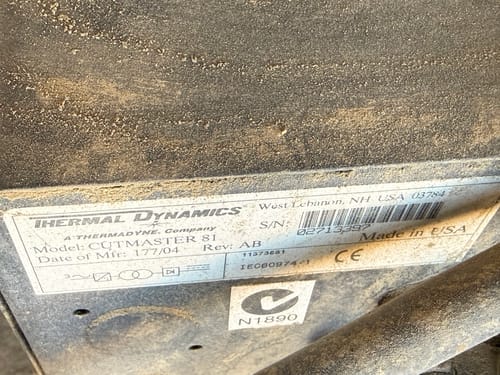 THERMAL DYNAMICS®
West Lebanon, NH USA 03784
A THERMADYNE® Company
S/N:
Model: CUTMASTER 81
Date of Mfr: 177/04 Rev: AB
Made in USA
IEC60974-1
CE
N1890